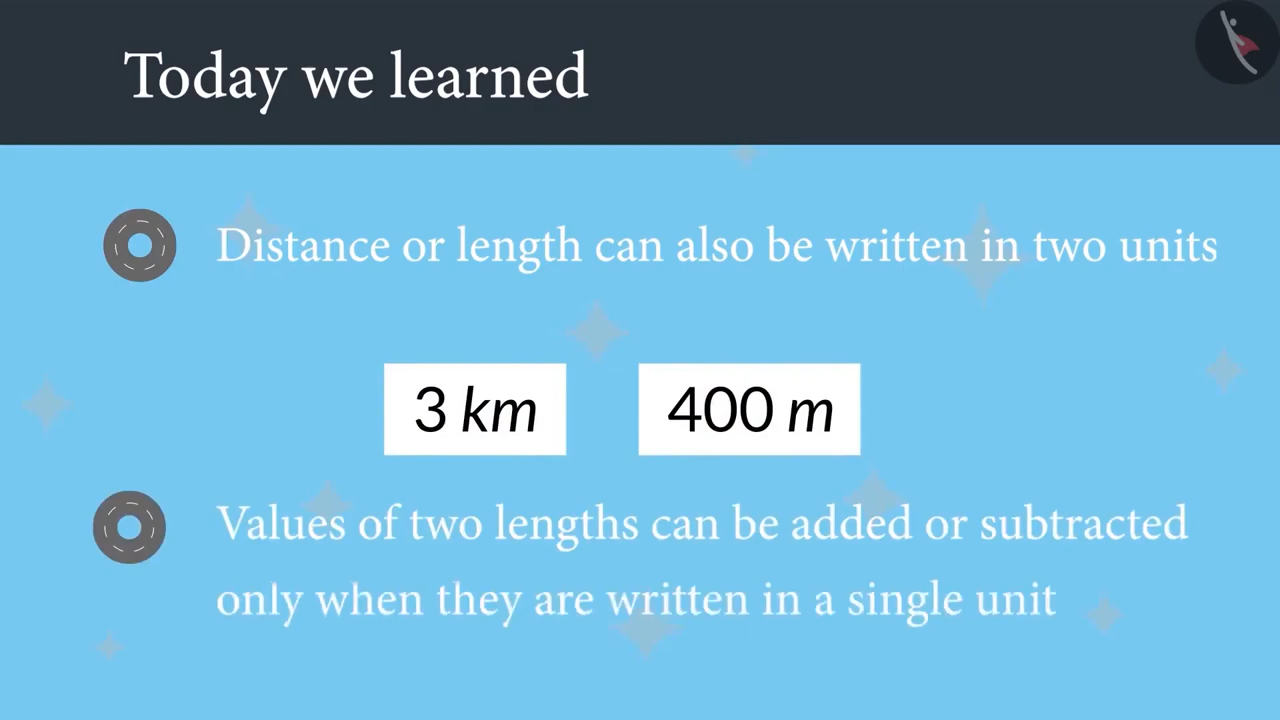 Today we learned
Distance or length can also be written in two units
3 km 400 m
Values of two lengths can be added or subtracted
only when they are written in a single unit